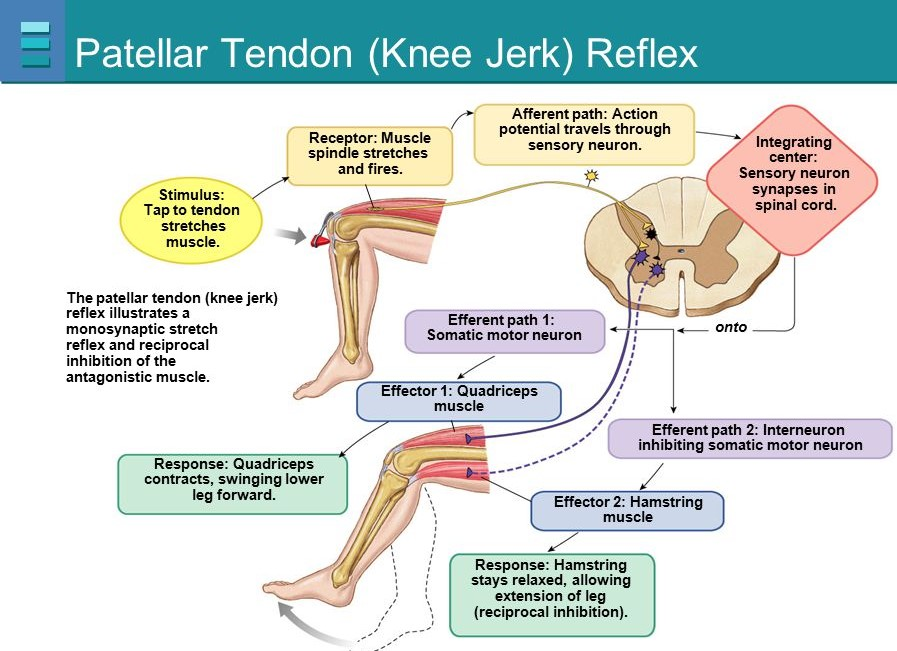 Patellar Tendon (Knee Jerk) Reflex
Afferent path: Action
potential travels through
sensory neuron.
Receptor: Muscle
spindle stretches
and fires.
Integrating
center:
Sensory neuron
synapses in
spinal cord.
Stimulus:
Tap to tendon
stretches
muscle.
The patellar tendon (knee jerk)
reflex illustrates a
monosynaptic stretch
reflex and reciprocal
inhibition of the
antagonistic muscle.
Efferent path 1:
Somatic motor neuron
onto
Effector 1: Quadriceps
muscle
Efferent path 2: Interneuron
inhibiting somatic motor neuron
Response: Quadriceps
contracts, swinging lower
leg forward.
Effector 2: Hamstring
muscle
Response: Hamstring
stays relaxed, allowing
extension of leg
(reciprocal inhibition).